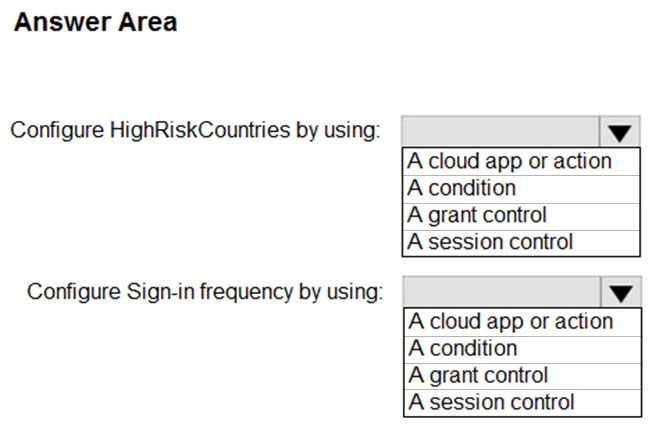 Answer Area
Configure HighRiskCountries by using:
A cloud app or action
A condition
A grant control
A session control
Configure Sign-in frequency by using:
A cloud app or action
A condition
A grant control
A session control